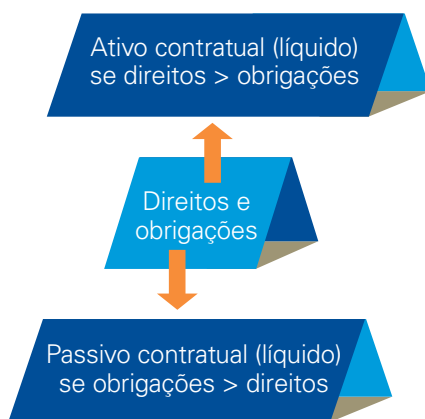 Ativo contratual (líquido)
se direitos > obrigações
Direitos e
obrigações
Passivo contratual (líquido)
se obrigações > direitos